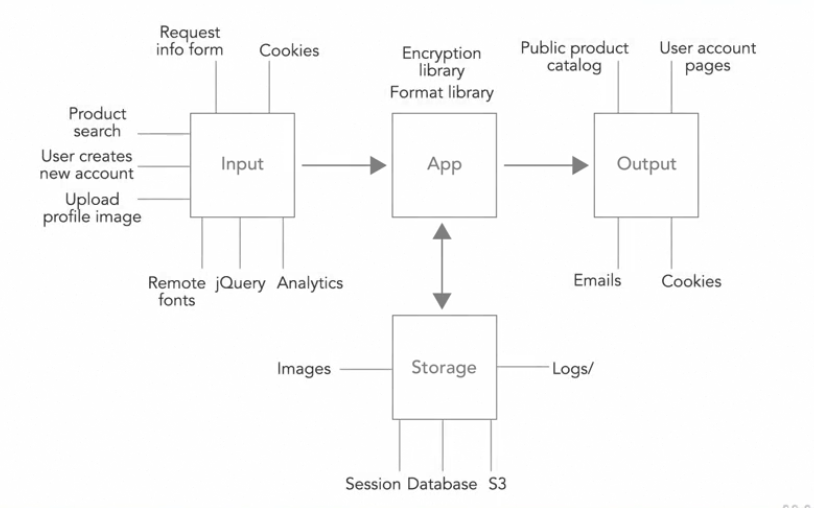 Request
info form
Cookies
Encryption
library
Format library
Public product
catalog
User account
pages
Product
search
User creates
new account
Upload
profile image
Input
App
Output
Remote
fonts
jQuery
Analytics
Emails
Cookies
Images
Storage
Logs/
Session
Database
S3